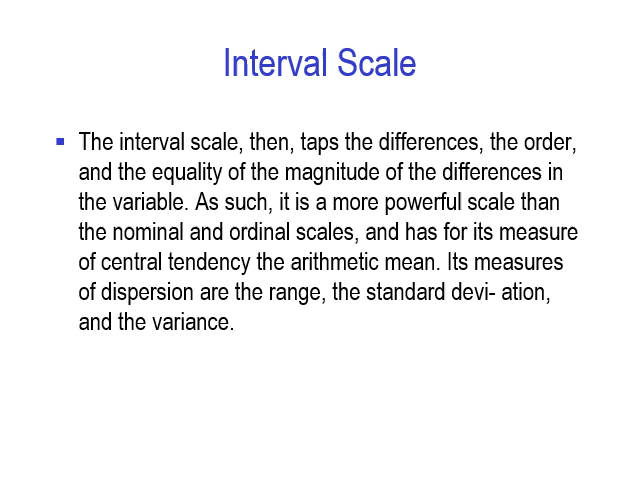 Interval Scale
The interval scale, then, taps the differences, the order,
and the equality of the magnitude of the differences in
the variable. As such, it is a more powerful scale than
the nominal and ordinal scales, and has for its measure
of central tendency the arithmetic mean. Its measures
of dispersion are the range, the standard devi- ation,
and the variance.